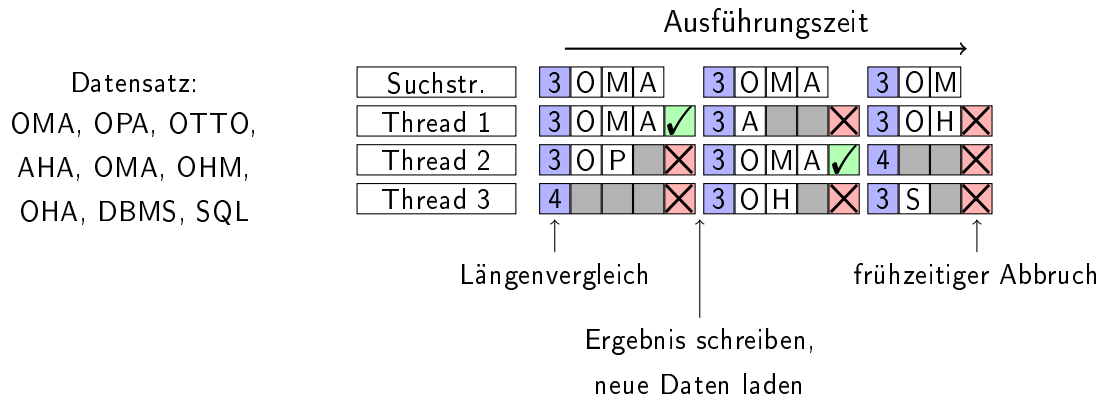 Ausführungszeit
Datensatz:
OMA, OPA, OTTO,
AHA, OMA, OHM,
OHA, DBMS, SQL
Suchstr. 3 O M A 3 O M A 3 O M
Thread 1 3 O M A ✓ 3 A ✕ 3 O H ✕
Thread 2 3 O P ✕ 3 O M A ✓ 4 ✕
Thread 3 4 ✕ 3 O H ✕ 3 S ✕
Längenvergleich
frühzeitiger Abbruch
Ergebnis schreiben,
neue Daten laden